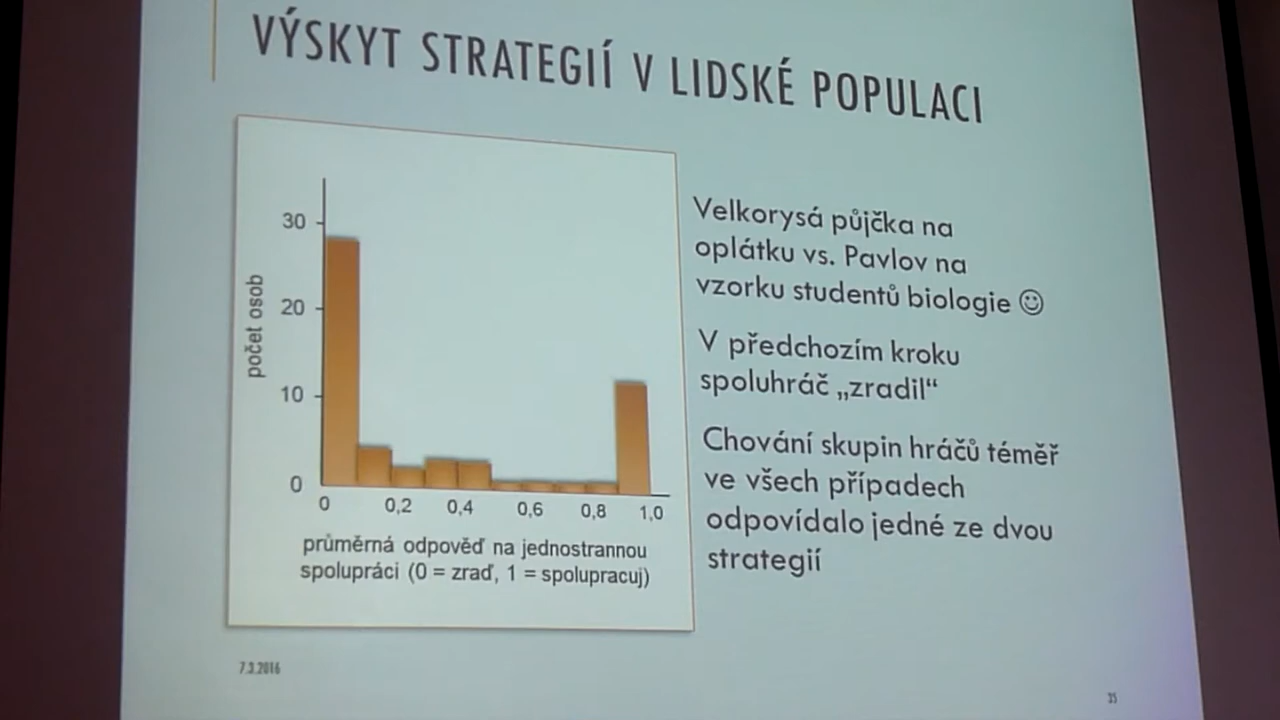 VÝSKYT STRATEGIÍ V LIDSKÉ POPULACI
počet osob
30
20
10
0
0 0,2 0,4 0,6 0,8 1,0
průměrná odpověď na jednostrannou
spolupráci (0 = zraď, 1 = spolupracuj)
Velkorysá půjčka na
oplátku vs. Pavlov na
vzorku studentů biologie ☺
V předchozím kroku
spoluhráč „zradil“
Chování skupin hráčů téměř
ve všech případech
odpovídalo jedné ze dvou
strategií
7.3.2016
35